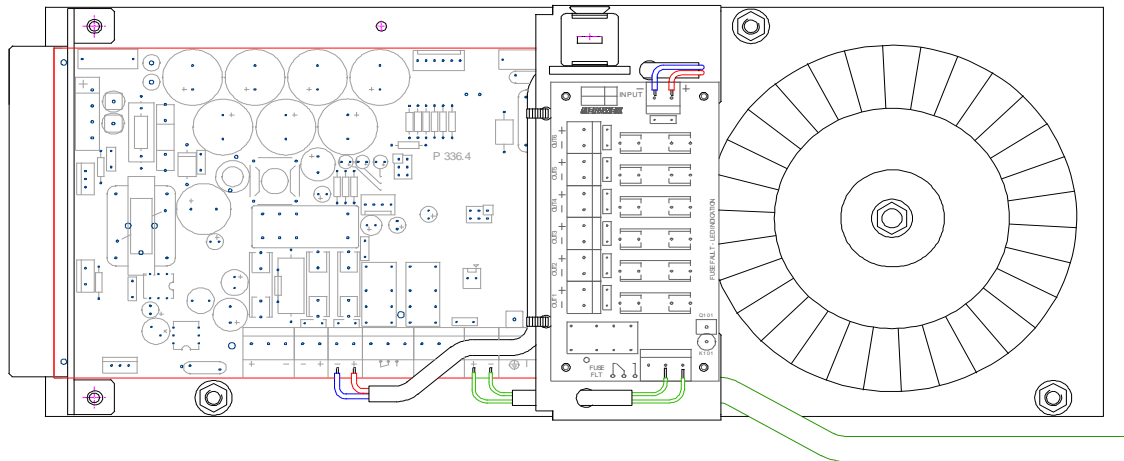 P 336.4
INPUT
OUT6
OUT5
OUT4
OUT3
OUT2
OUT1
FUSE FAULT - LED INDICATION
Q101
K101
FUSE
FLT